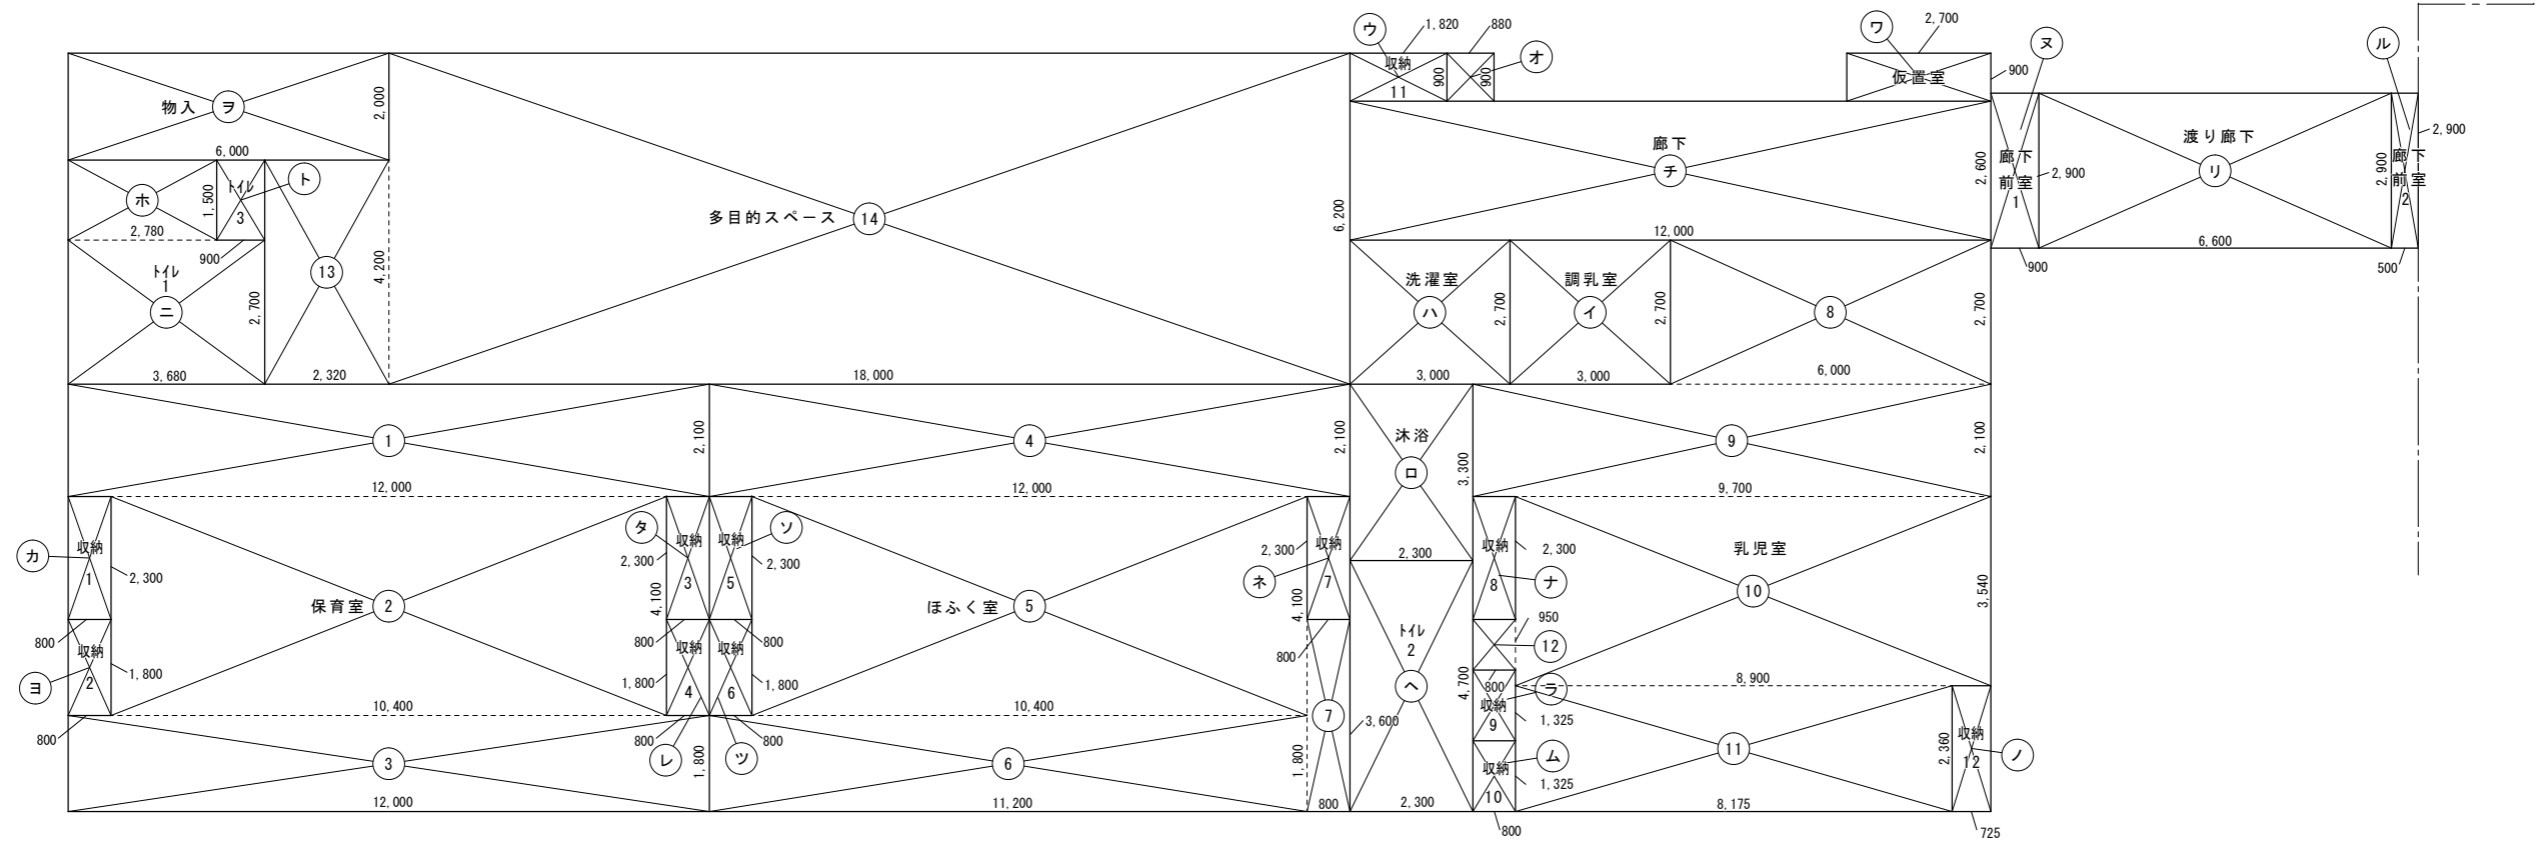 ウ
1,820
880
オ
ワ
2,700
ヌ
ル
収納
11
900
900
仮置室
900
物入
ヲ
2,000
6,000
多目的スペース
14
6,200
廊下
チ
2,600
12,000
廊下
前室
1
2,900
900
渡り廊下
リ
6,600
2,900
廊下
前室
2
2,900
500
ホ
2,780
1,500
トイレ
3
ト
900
トイレ
1
ニ
2,700
3,680
13
4,200
2,320
18,000
洗濯室
ハ
2,700
3,000
調乳室
イ
2,700
3,000
8
2,700
6,000
1
2,100
12,000
4
2,100
12,000
沐浴
ロ
3,300
2,300
9
2,100
9,700
カ
収納
1
2,300
800
ヨ
収納
2
1,800
800
保育室
2
10,400
タ
収納
3
2,300
4,100
800
収納
4
1,800
800
レ
ソ
収納
5
2,300
800
収納
6
1,800
800
ツ
ほふく室
5
10,400
ネ
収納
7
2,300
4,100
800
7
3,600
1,800
800
トイレ
2
ヘ
4,700
2,300
収納
8
2,300
ナ
950
12
800
収納
9
ラ
1,325
収納
10
ム
1,325
800
乳児室
10
3,540
8,900
11
2,360
8,175
収納
12
ノ
725
3
1,800
12,000
6
11,200